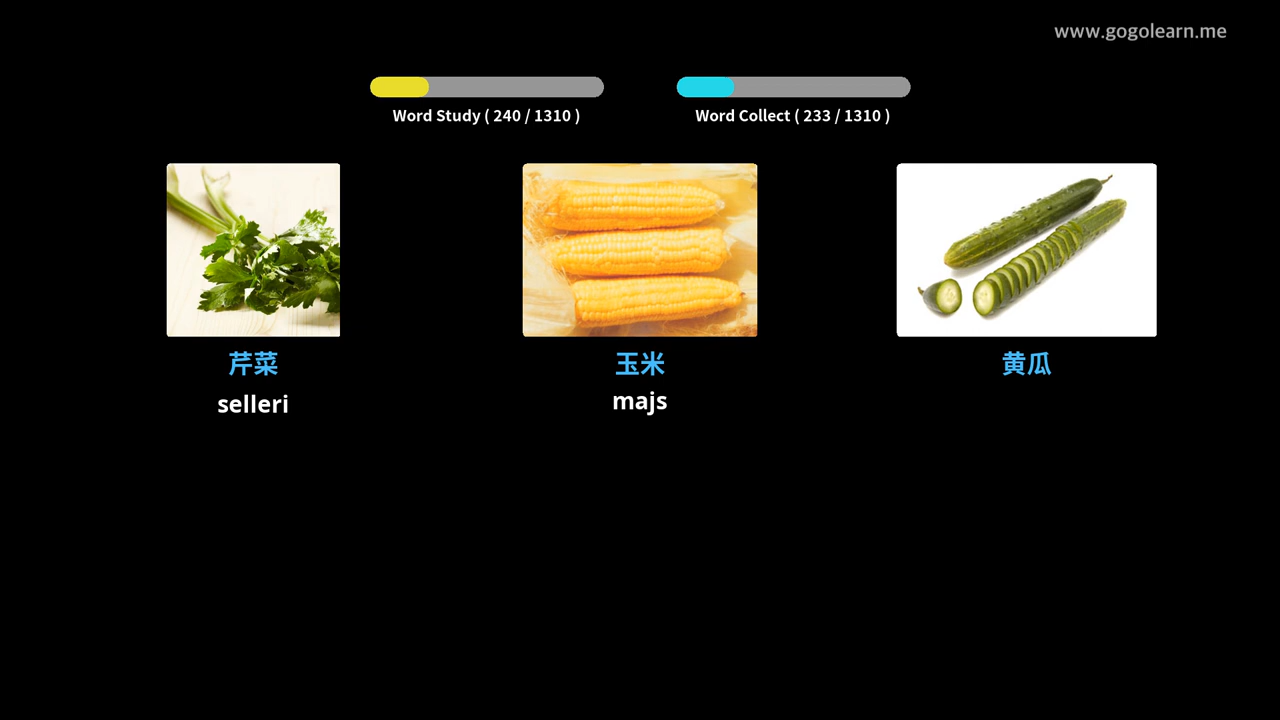 www.gogolearn.me
Word Study ( 240 / 1310 )
Word Collect ( 233 / 1310 )
芹菜
玉米
黄瓜
selleri
majs